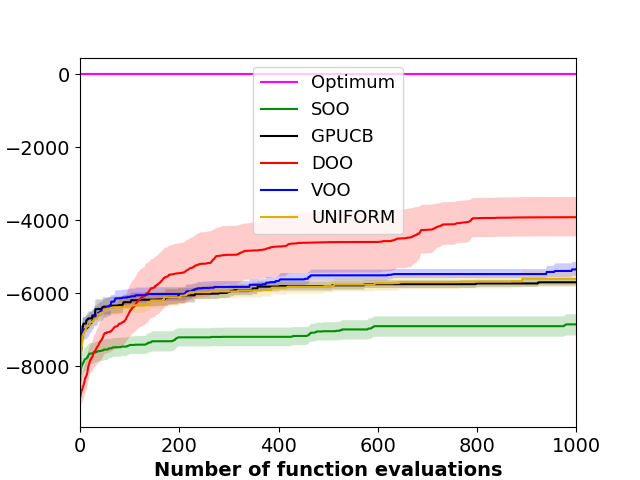 0
−2000
−4000
−6000
−8000
Optimum
SOO
GPUCB
DOO
VOO
UNIFORM
0 200 400 600 800 1000
Number of function evaluations